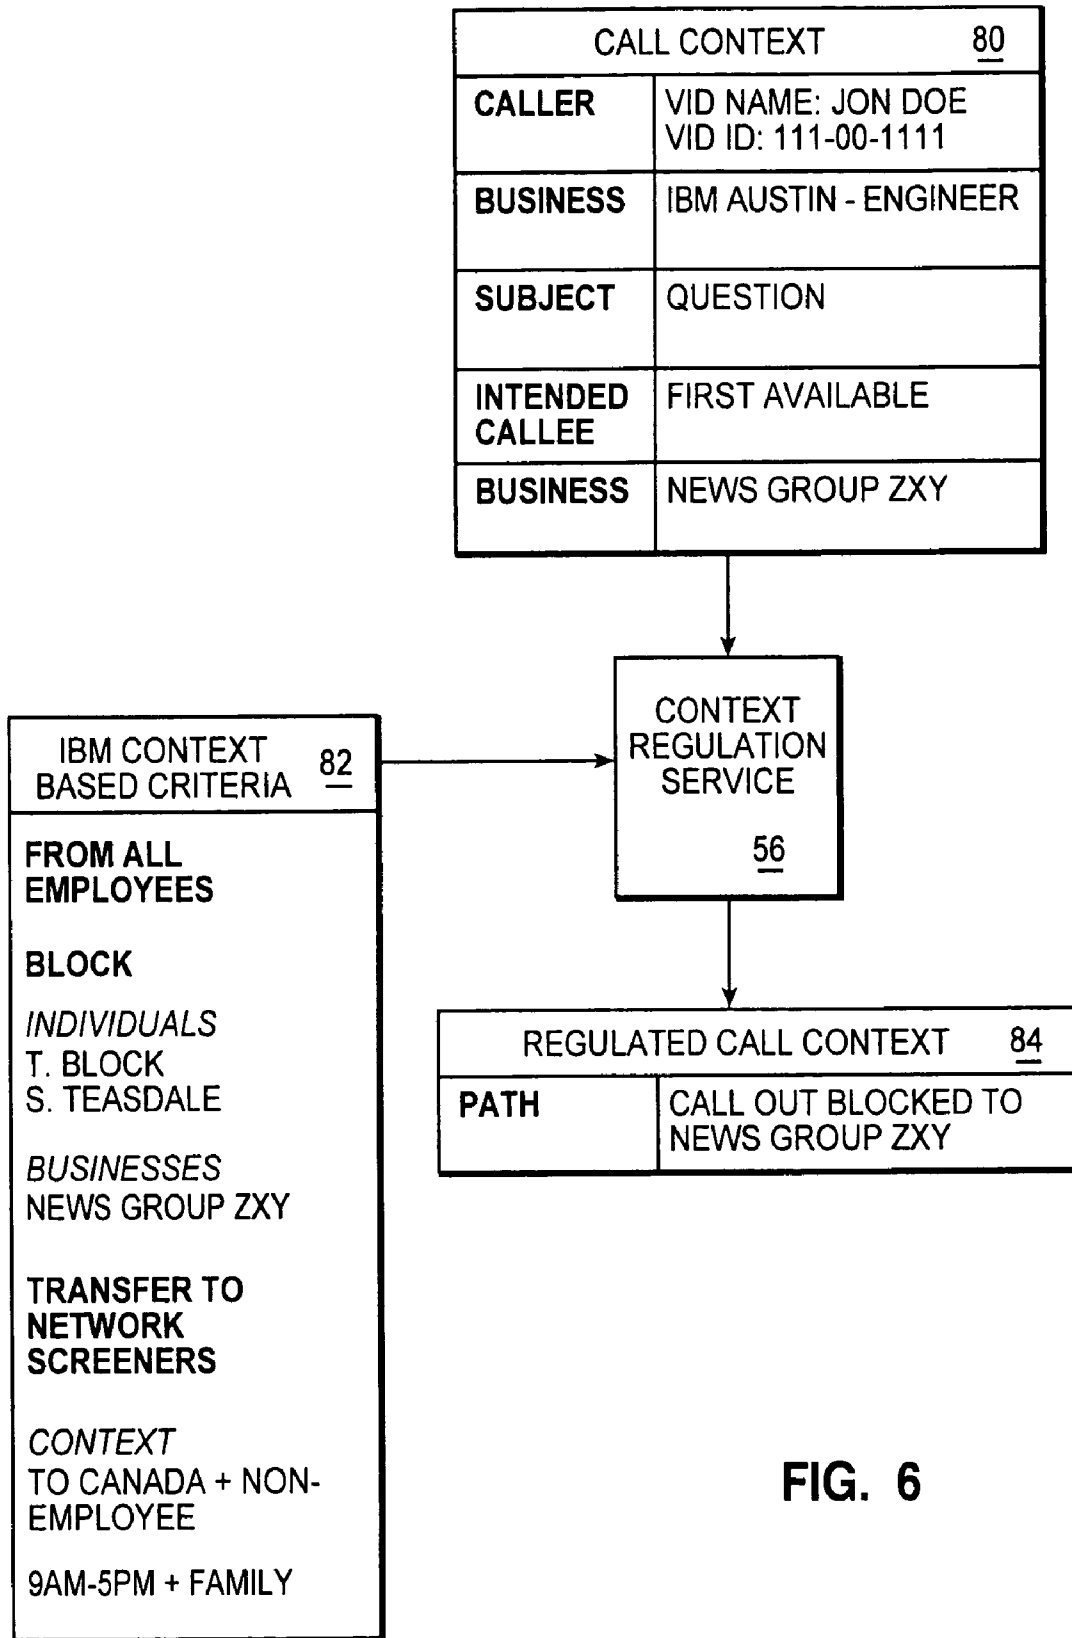 CALL CONTEXT 80
CALLER VID NAME: JON DOE
VID ID: 111-00-1111
BUSINESS IBM AUSTIN - ENGINEER
SUBJECT QUESTION
INTENDED FIRST AVAILABLE
CALLEE
BUSINESS NEWS GROUP ZXY
CONTEXT
REGULATION
SERVICE
56
IBM CONTEXT
BASED CRITERIA 82
FROM ALL
EMPLOYEES
BLOCK
INDIVIDUALS
T. BLOCK
S. TEASDALE
BUSINESSES
NEWS GROUP ZXY
TRANSFER TO
NETWORK
SCREENERS
CONTEXT
TO CANADA + NON-
EMPLOYEE
9AM-5PM + FAMILY
REGULATED CALL CONTEXT 84
PATH CALL OUT BLOCKED TO
NEWS GROUP ZXY
FIG. 6